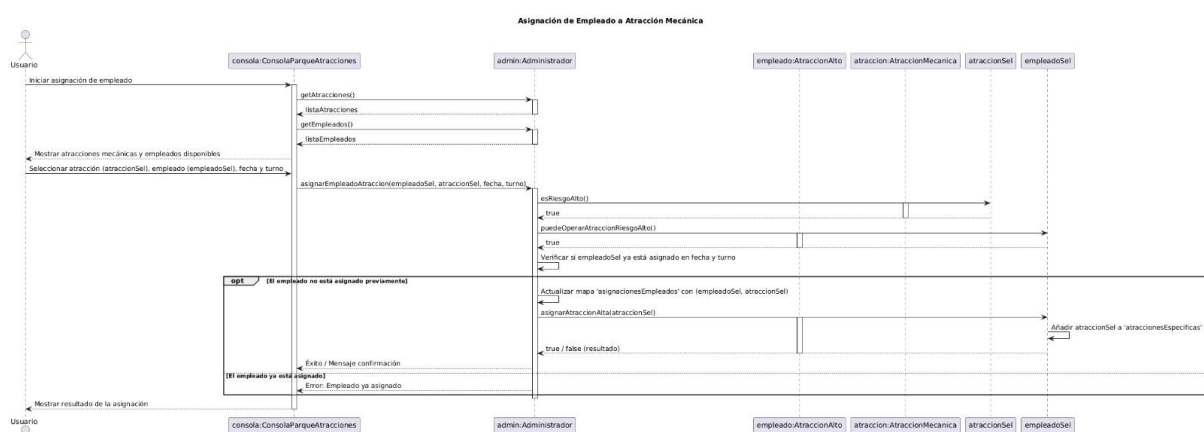 Asignación de Empleado a Atracción Mecánica
Usuario
consola:ConsolaParqueAtracciones
admin:Administrador
empleado:AtraccionAlto
atraccion:AtraccionMecanica
atraccionSel
empleadoSel
Iniciar asignación de empleado
getAtracciones()
listaAtracciones
getEmpleados()
listaEmpleados
Mostrar atracciones mecánicas y empleados disponibles
Seleccionar atracción (atraccionSel), empleado (empleadoSel), fecha y turno
asignarEmpleadoAtraccion(empleadoSel, atraccionSel, fecha, turno)
esRiesgoAlto()
true
puedeOperarAtraccionRiesgoAlto()
true
Verificar si empleadoSel ya está asignado en fecha y turno
opt [El empleado no está asignado previamente]
Actualizar mapa 'asignacionesEmpleados' con (empleadoSel, atraccionSel)
asignarAtraccionAlta(atraccionSel)
Añadir atraccionSel a 'atraccionesEspecificas'
true / false (resultado)
Éxito / Mensaje confirmación
[El empleado ya está asignado]
Error: Empleado ya asignado
Mostrar resultado de la asignación
Usuario
consola:ConsolaParqueAtracciones
admin:Administrador
empleado:AtraccionAlto
atraccion:AtraccionMecanica
atraccionSel
empleadoSel